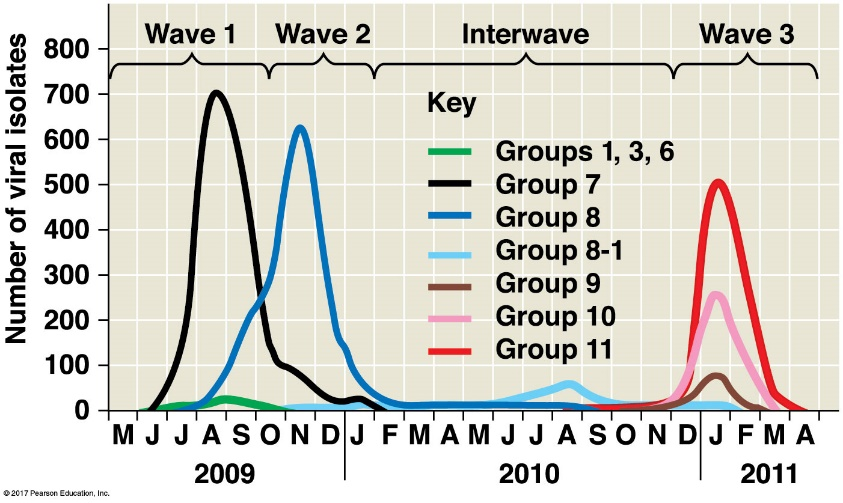 Wave 1 Wave 2 Interwave Wave 3
Number of viral isolates
800
700
600
500
400
300
200
100
0
Key
Groups 1, 3, 6
Group 7
Group 8
Group 8-1
Group 9
Group 10
Group 11
M J J A S O N D J F M A M J J A S O N D J F M A
2009 2010 2011
© 2017 Pearson Education, Inc.